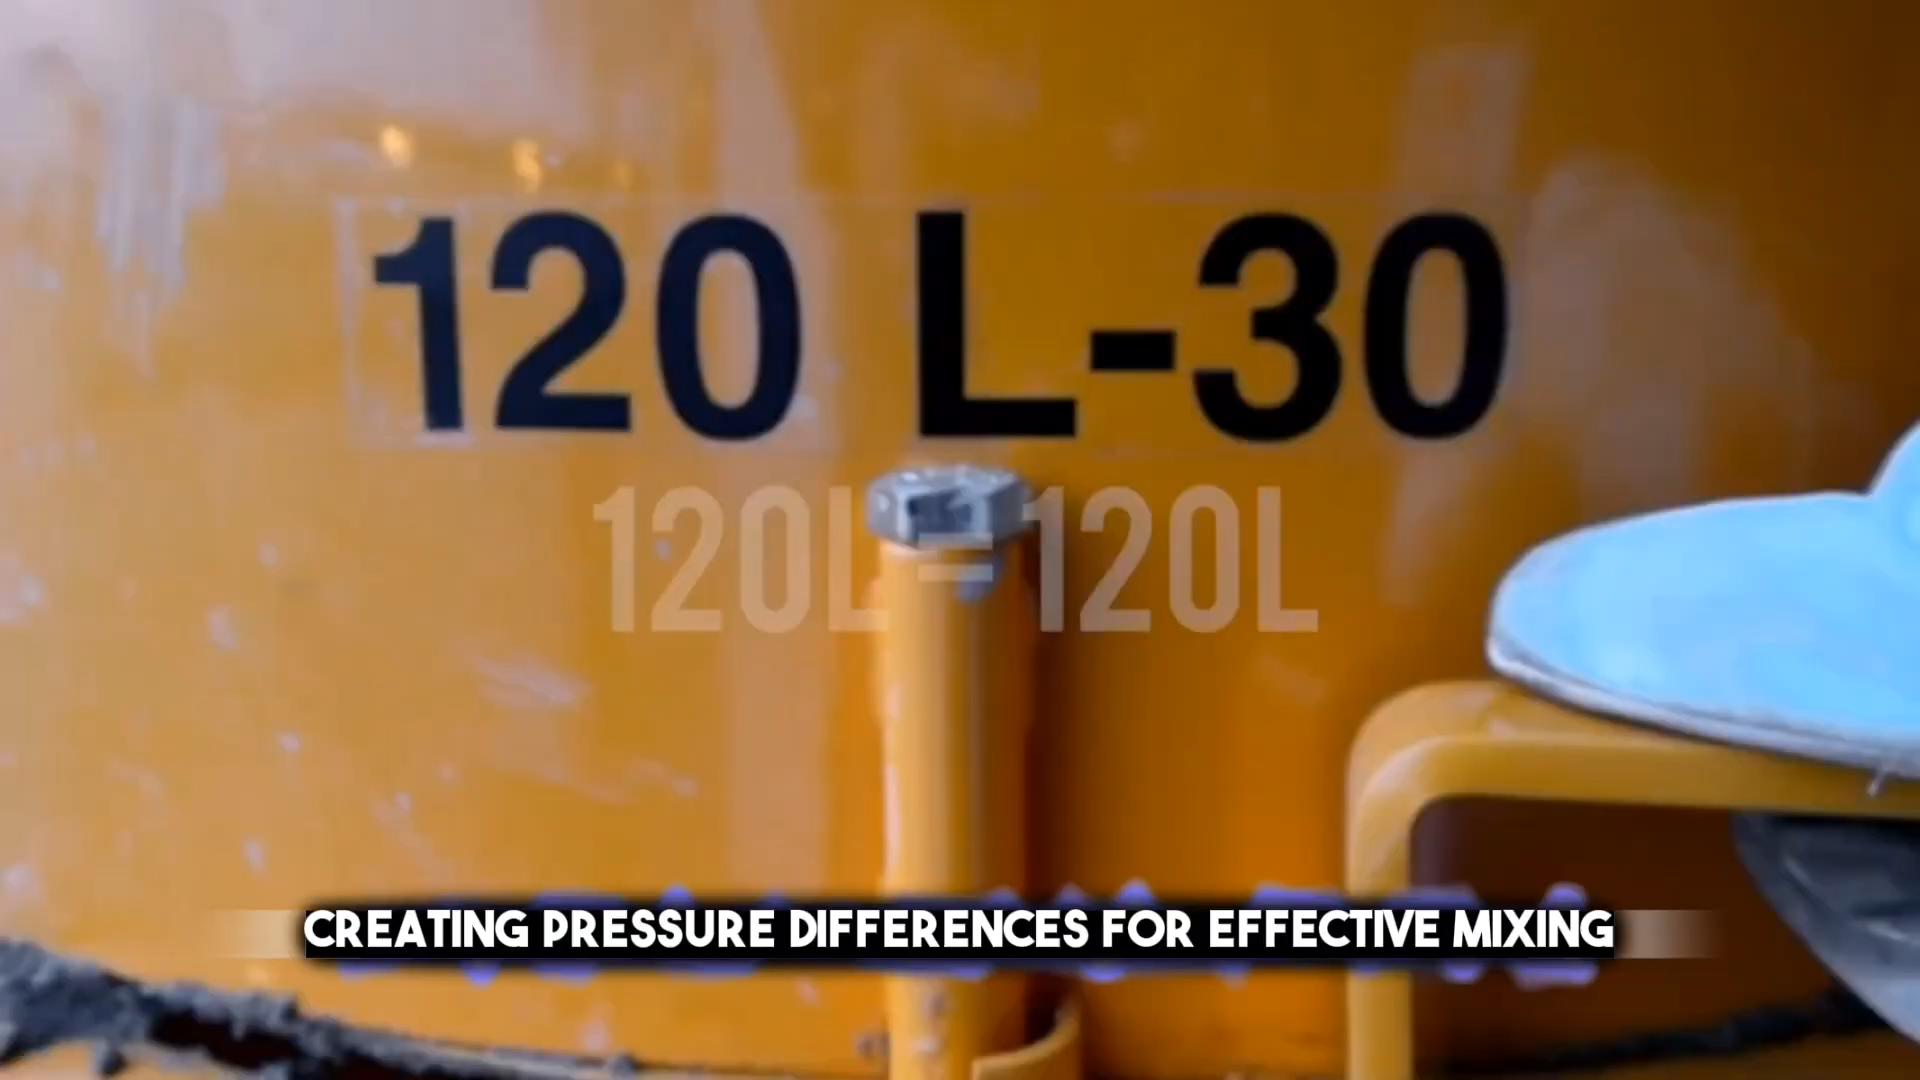 120 L-30
120L=120L
CREATING PRESSURE DIFFERENCES FOR EFFECTIVE MIXING